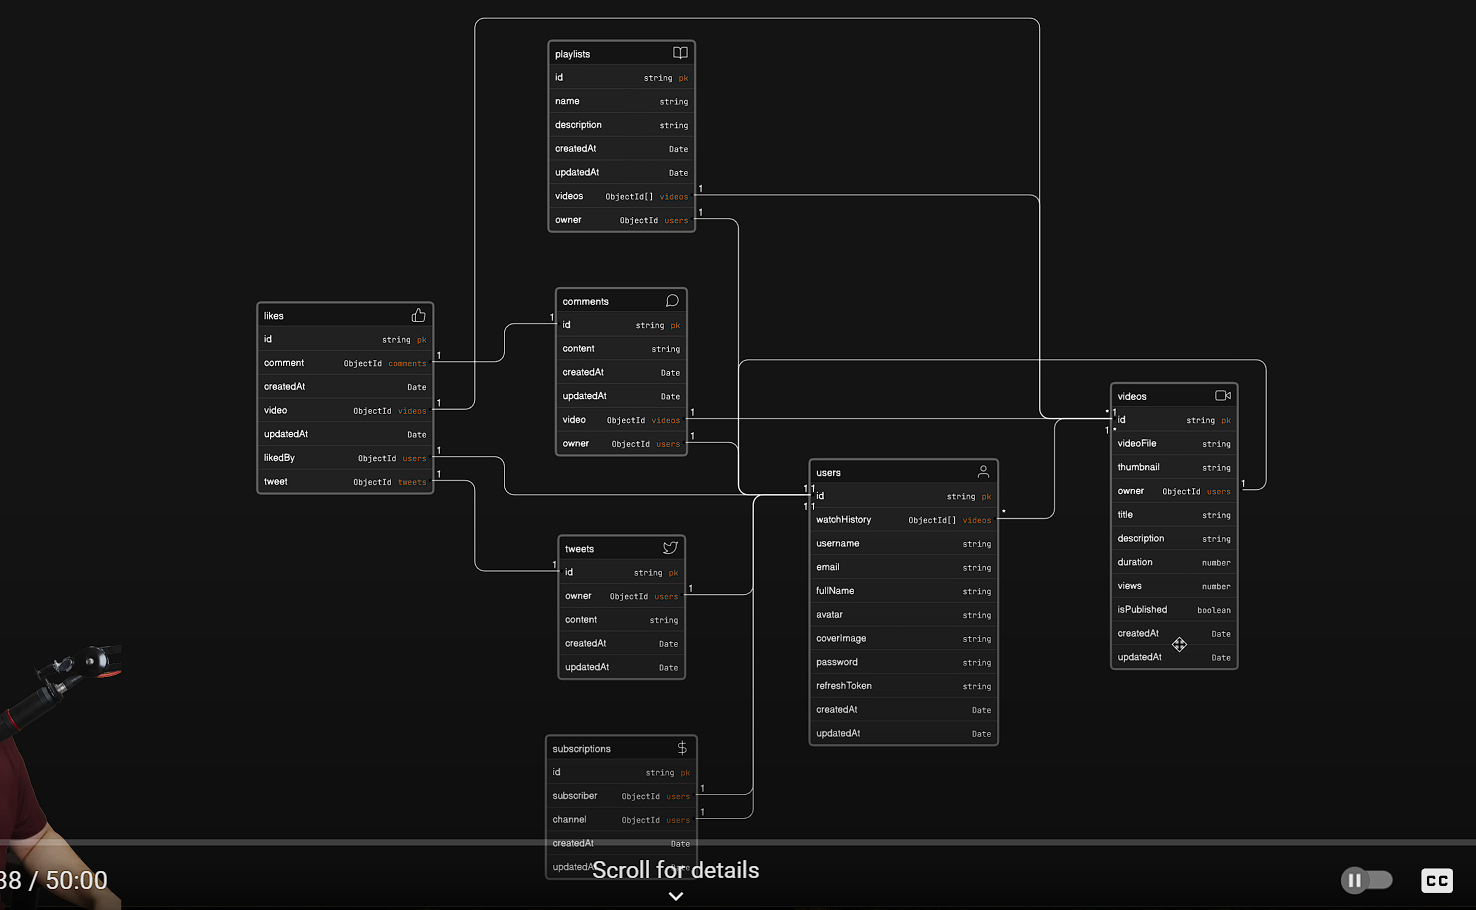 playlists
id string pk
name string
description string
createdAt Date
updatedAt Date
videos ObjectId[] videos 1
owner ObjectId users 1
likes
id string pk
comment ObjectId comments 1
createdAt Date
video ObjectId videos 1
updatedAt Date
likedBy ObjectId users 1
tweet ObjectId tweets 1
comments
1 id string pk
content string
createdAt Date
updatedAt Date
video ObjectId videos 1
owner ObjectId users 1
tweets
1 id string pk
owner ObjectId users 1
content string
createdAt Date
updatedAt Date
subscriptions
id string pk
subscriber ObjectId users 1
channel ObjectId users 1
createdAt Date
updatedAt Date
users
1 1
id string pk
1 1
watchHistory ObjectId[] videos *
username string
email string
fullName string
avatar string
coverImage string
password string
refreshToken string
createdAt Date
updatedAt Date
videos
* 1
id string pk
1 *
videoFile string
thumbnail string
owner ObjectId users 1
title string
description string
duration number
views number
isPublished boolean
createdAt Date
updatedAt Date
38 / 50:00
Scroll for details
CC